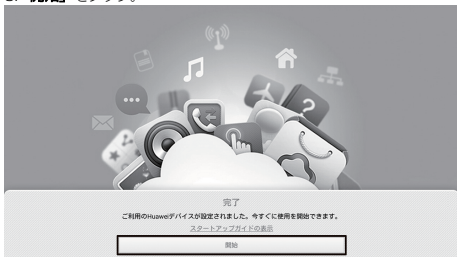 完了
ご利用のHuaweiデバイスが設定されました。今すぐに使用を開始できます。
スタートアップガイドの表示
開始